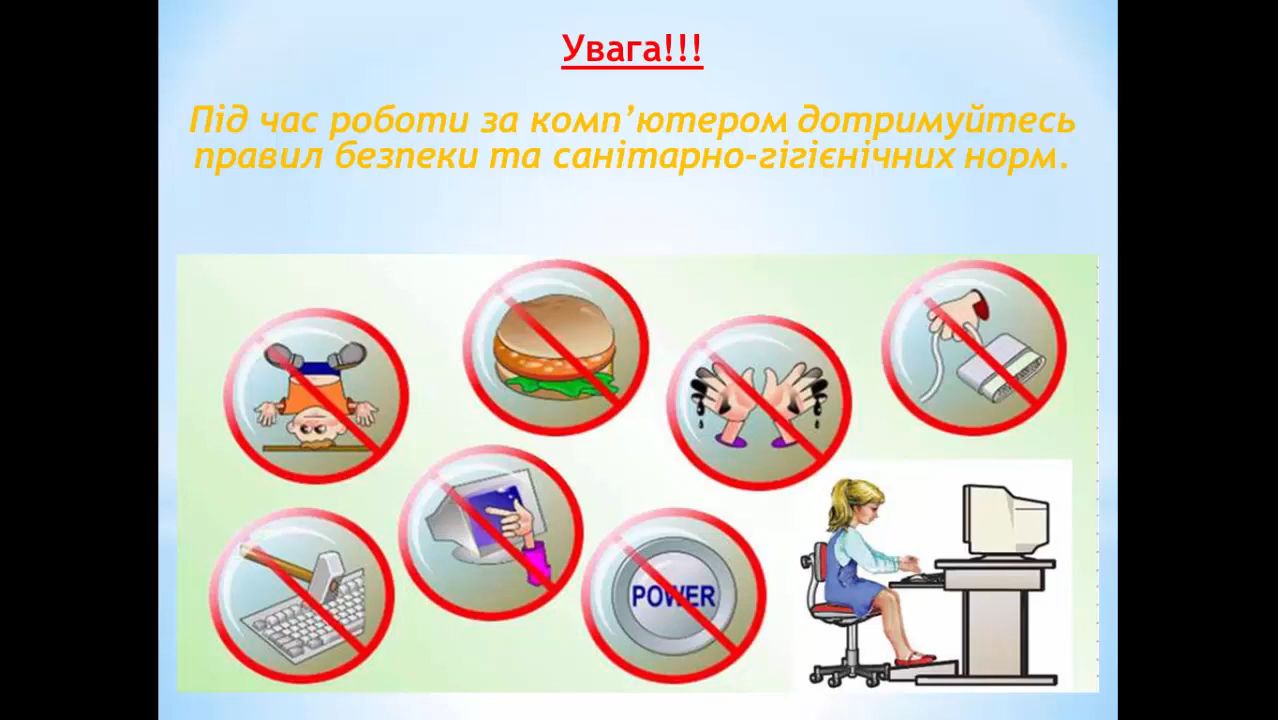 Увага!!!
Під час роботи за комп’ютером дотримуйтесь
правил безпеки та санітарно-гігієнічних норм.
POWER